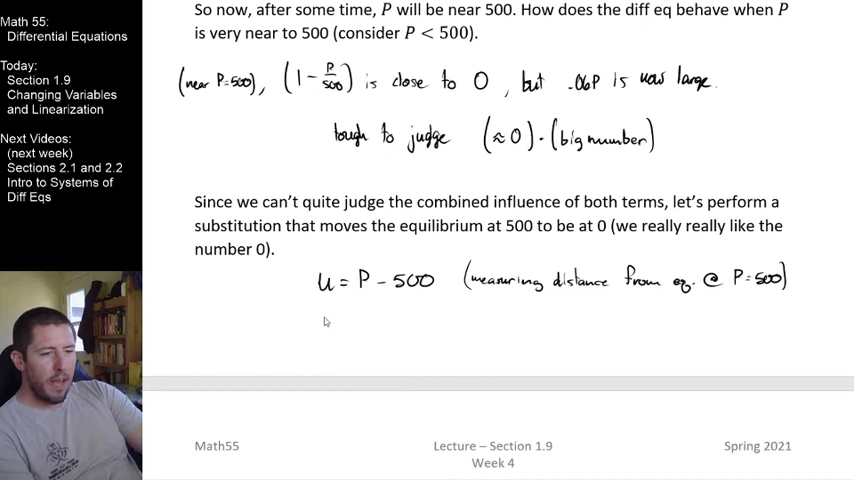 Math 55:
Differential Equations
Today:
Section 1.9
Changing Variables
and Linearization
Next Videos:
(next week)
Sections 2.1 and 2.2
Intro to Systems of
Diff Eqs
So now, after some time, P will be near 500. How does the diff eq behave when P
is very near to 500 (consider P < 500).
(near P=500), (1 - P/500) is close to 0, but .06P is now large.
tough to judge (≈0)·(big number)
Since we can't quite judge the combined influence of both terms, let's perform a
substitution that moves the equilibrium at 500 to be at 0 (we really really like the
number 0).
u = P - 500 (measuring distance from eq. @ P=500)
Math55 Lecture – Section 1.9 Spring 2021
Week 4